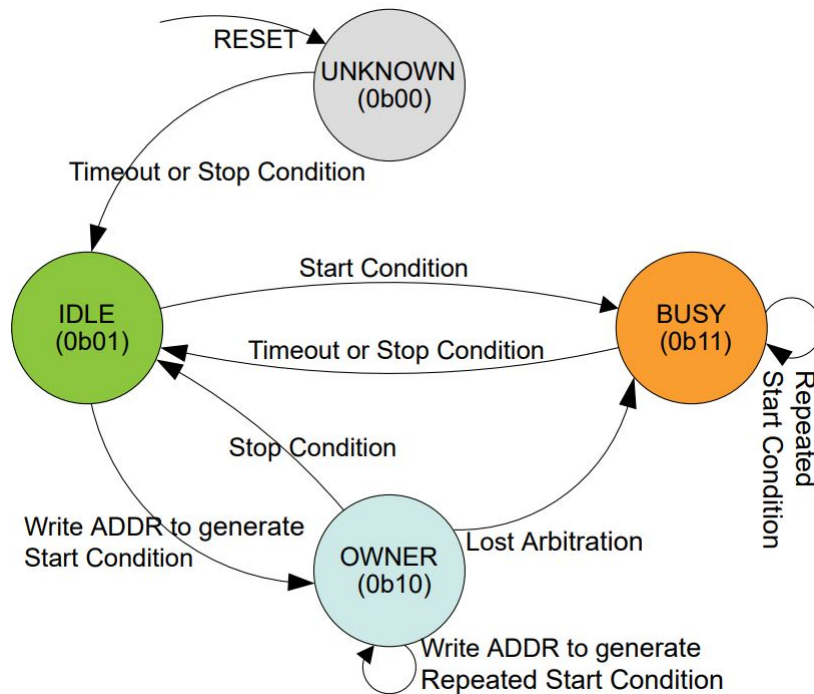 RESET
UNKNOWN
(0b00)
Timeout or Stop Condition
Start Condition
IDLE
(0b01)
BUSY
(0b11)
Timeout or Stop Condition
Repeated
Start Condition
Stop Condition
Write ADDR to generate
Start Condition
Lost Arbitration
OWNER
(0b10)
Write ADDR to generate
Repeated Start Condition